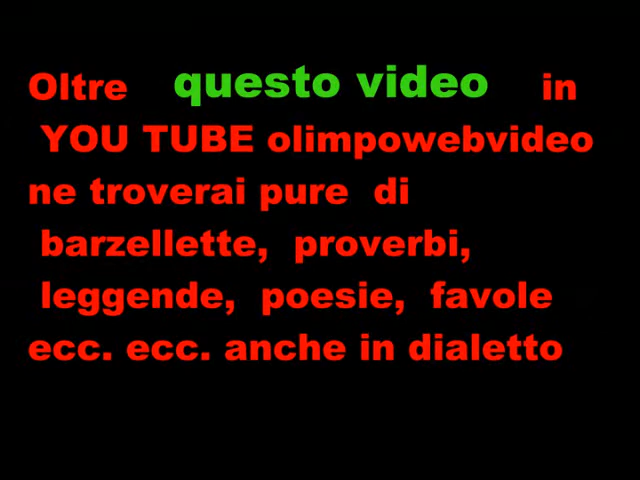 Oltre questo video in
YOU TUBE olimpowebvideo
ne troverai pure di
barzellette, proverbi,
leggende, poesie, favole
ecc. ecc. anche in dialetto